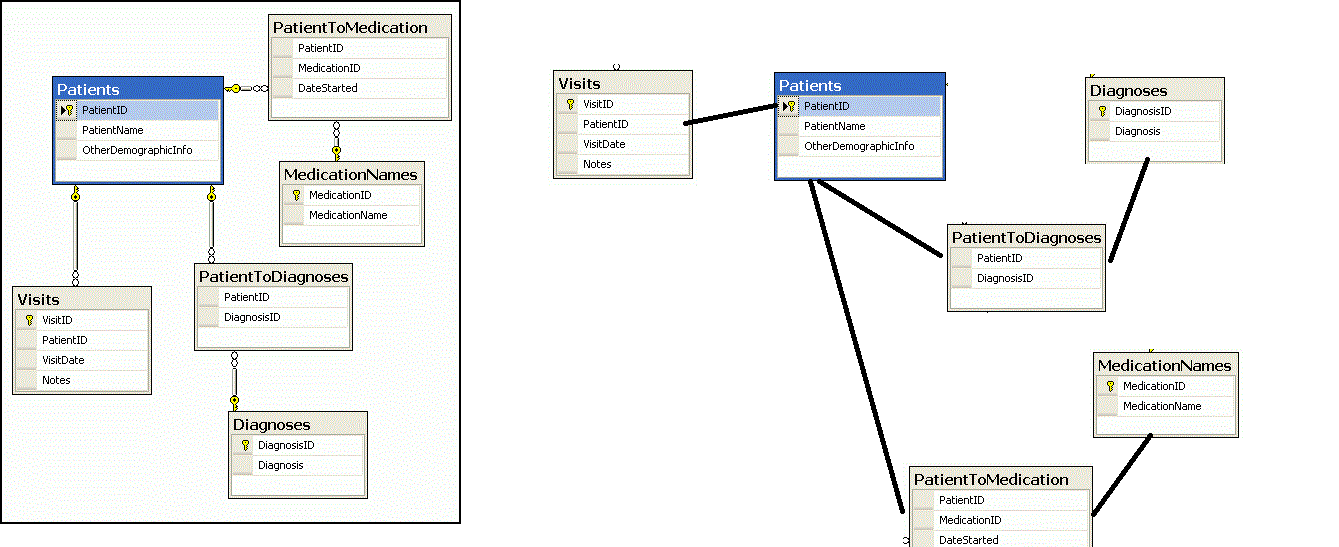 PatientToMedication
PatientID
MedicationID
DateStarted
Patients
PatientID
PatientName
OtherDemographicInfo
MedicationNames
MedicationID
MedicationName
PatientToDiagnoses
PatientID
DiagnosisID
Visits
VisitID
PatientID
VisitDate
Notes
Diagnoses
DiagnosisID
Diagnosis
Visits
VisitID
PatientID
VisitDate
Notes
Patients
PatientID
PatientName
OtherDemographicInfo
Diagnoses
DiagnosisID
Diagnosis
PatientToDiagnoses
PatientID
DiagnosisID
MedicationNames
MedicationID
MedicationName
PatientToMedication
PatientID
MedicationID
DateStarted